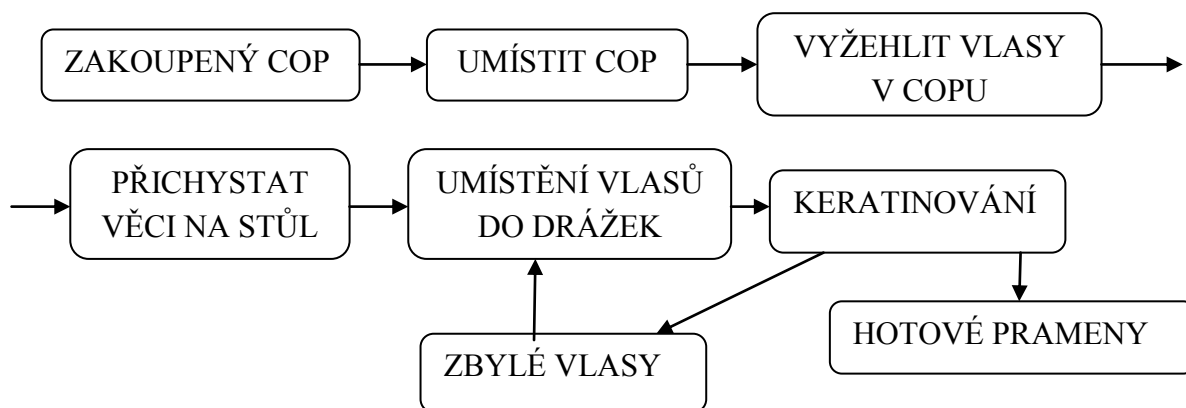 ZAKOUPENÝ COP
UMÍSTIT COP
VYŽEHLIT VLASY
V COPU
PŘICHYSTAT
VĚCI NA STŮL
UMÍSTĚNÍ VLASŮ
DO DRÁŽEK
KERATINOVÁNÍ
ZBYLÉ VLASY
HOTOVÉ PRAMENY